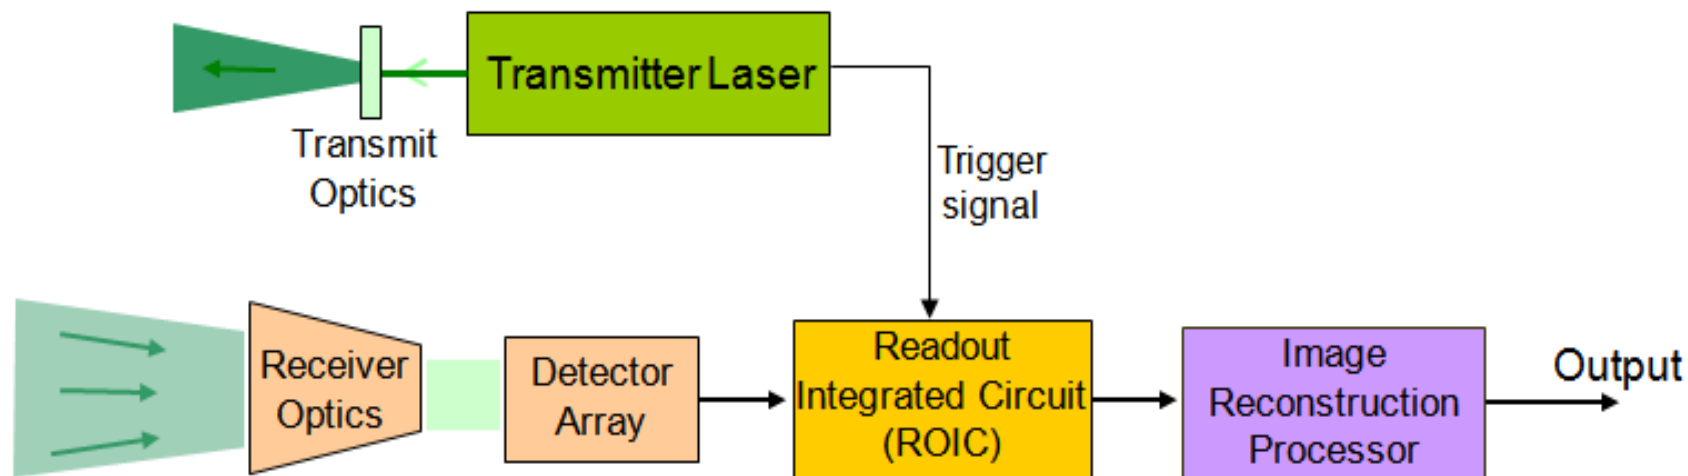 Transmitter Laser
Transmit
Optics
Trigger
signal
Receiver
Optics
Detector
Array
Readout
Integrated Circuit
(ROIC)
Image
Reconstruction
Processor
Output